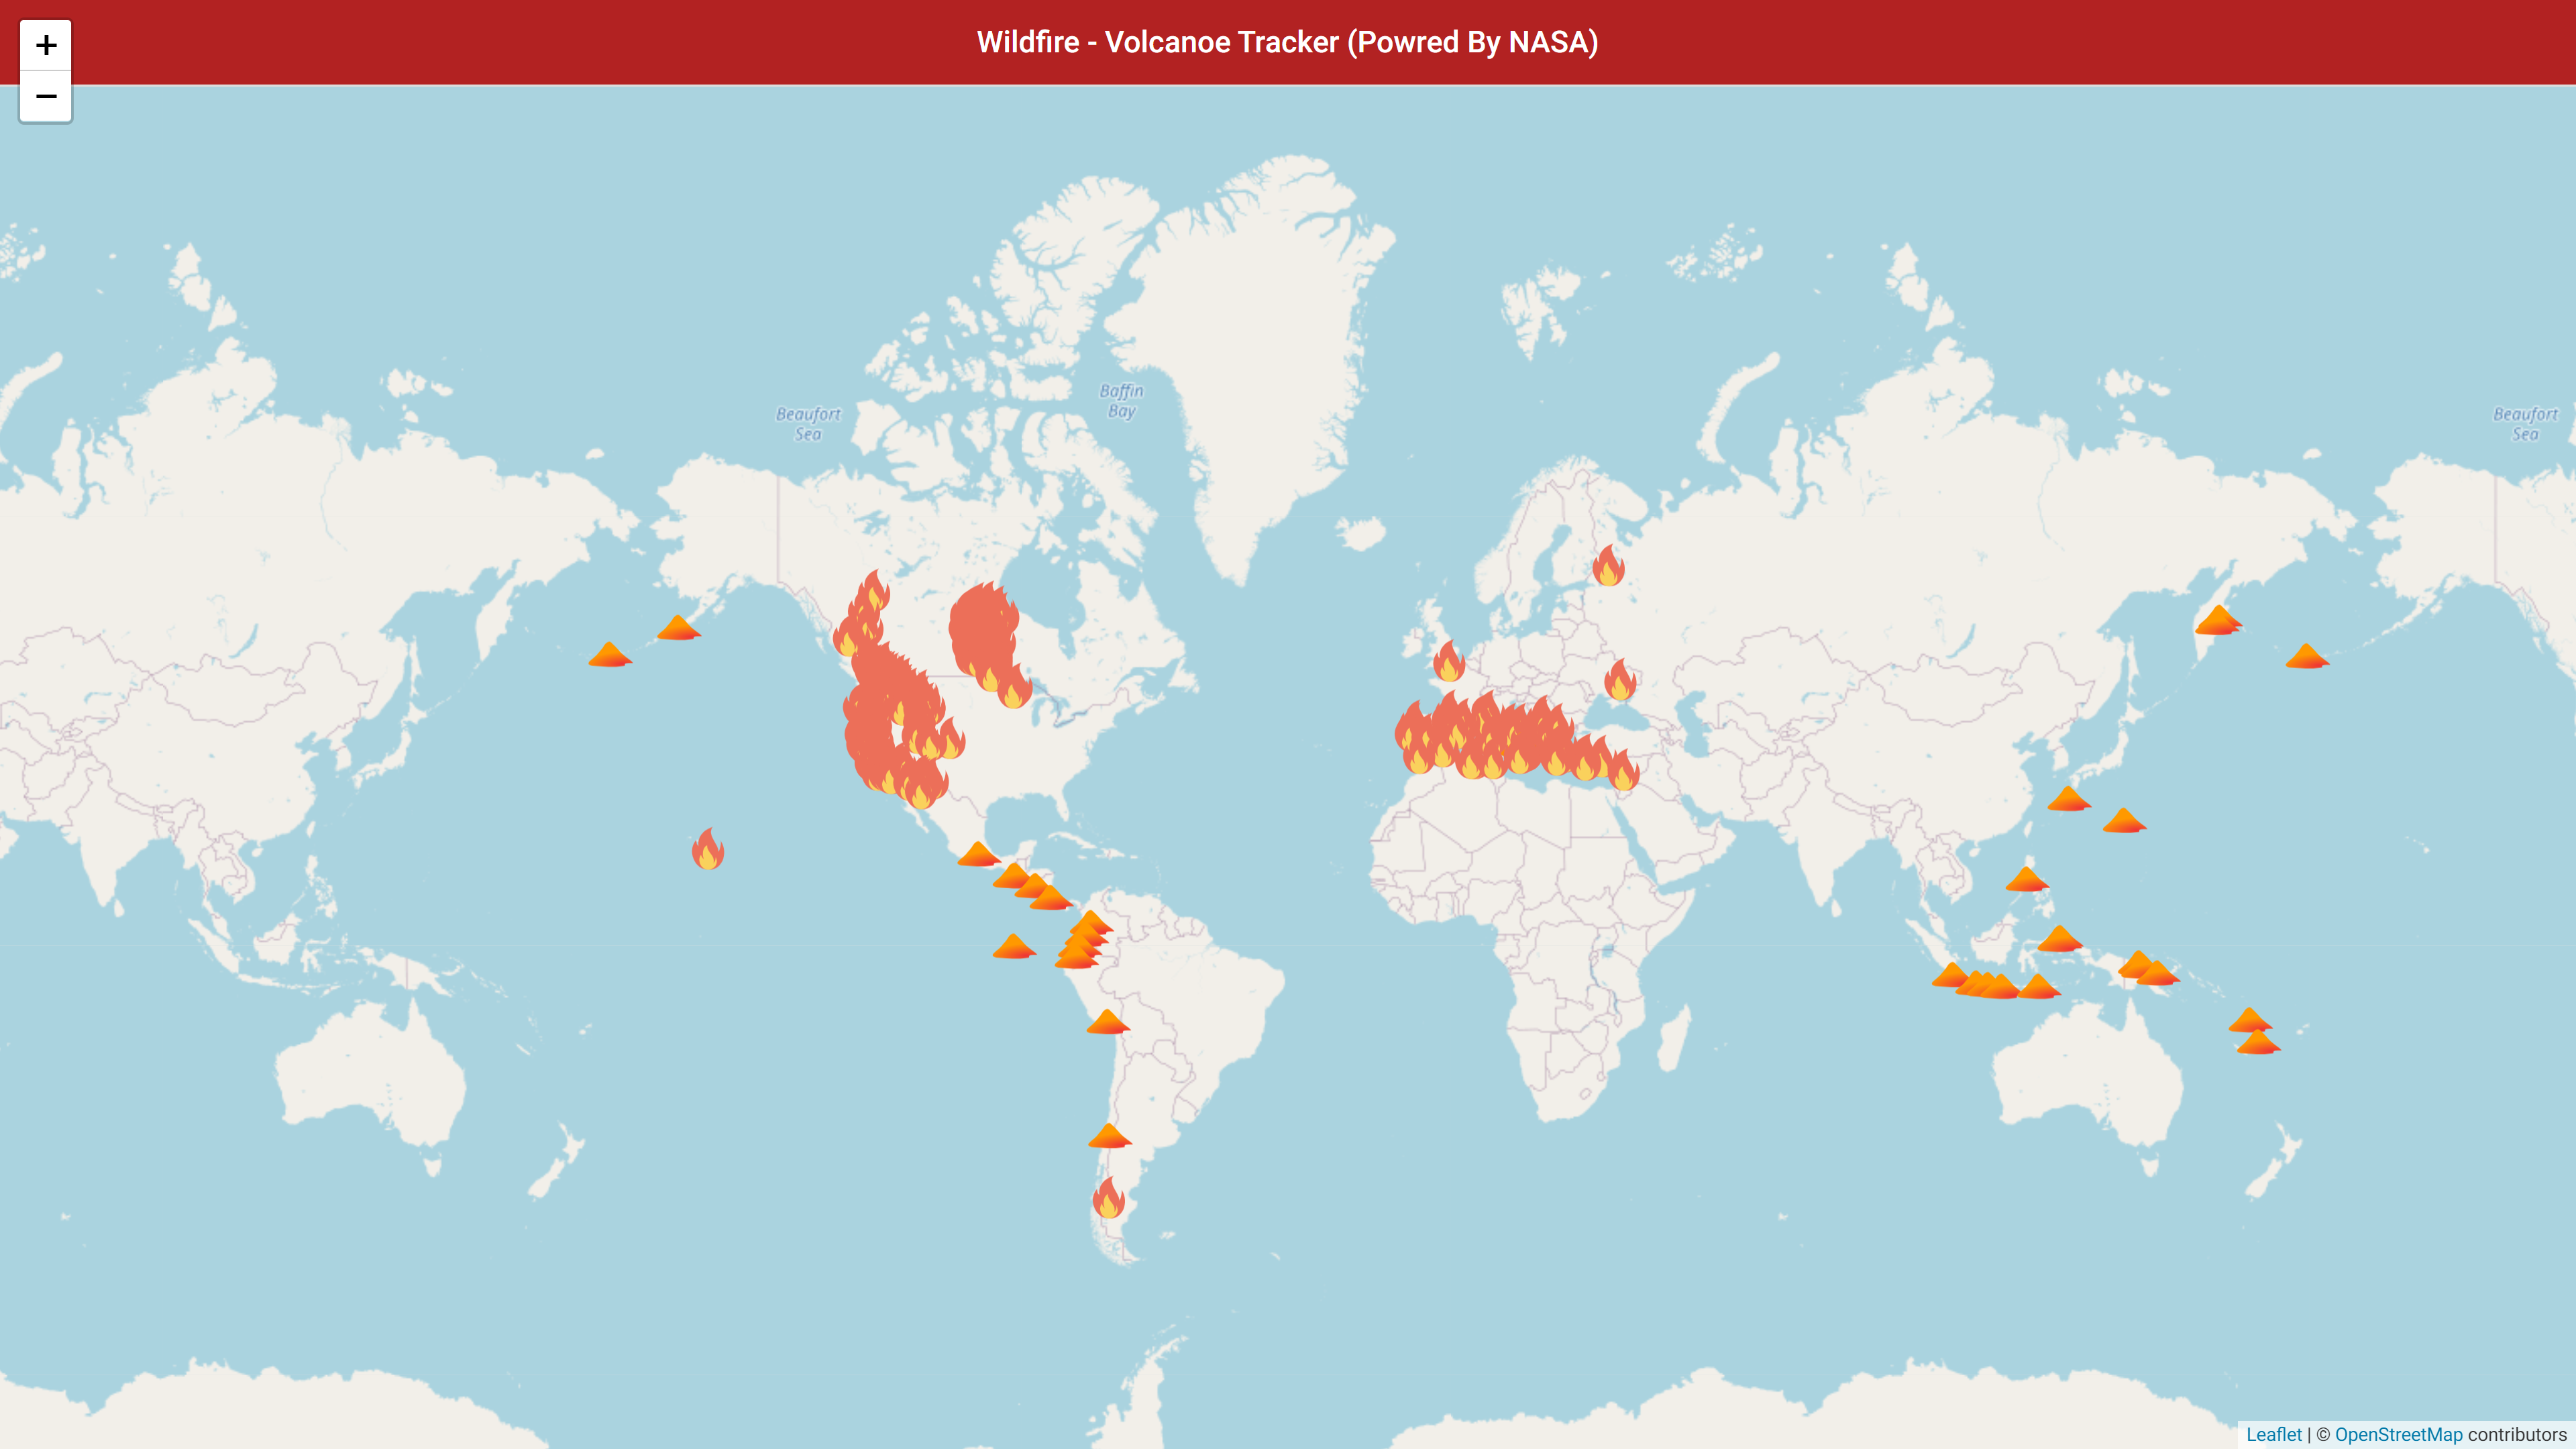 +
Wildfire - Volcanoe Tracker (Powred By NASA)
−
Baffin
Bay
Beaufort
Sea
Beaufort
Sea
Leaflet | © OpenStreetMap contributors